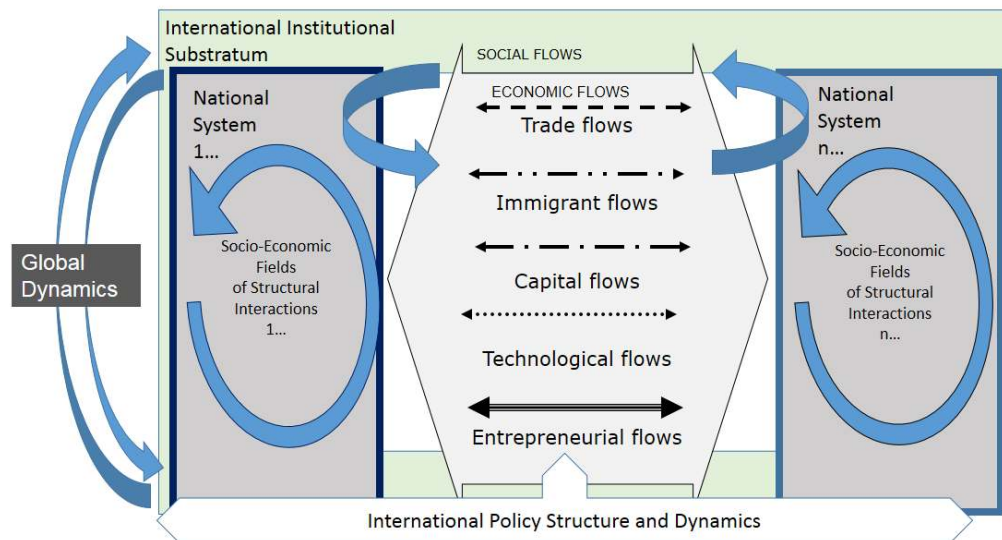 International Institutional
Substratum
SOCIAL FLOWS
National
System
1...
ECONOMIC FLOWS
Trade flows
National
System
n...
Immigrant flows
Socio-Economic
Fields
of Structural
Interactions
1...
Global
Dynamics
Capital flows
Socio-Economic
Fields
of Structural
Interactions
n...
Technological flows
Entrepreneurial flows
International Policy Structure and Dynamics